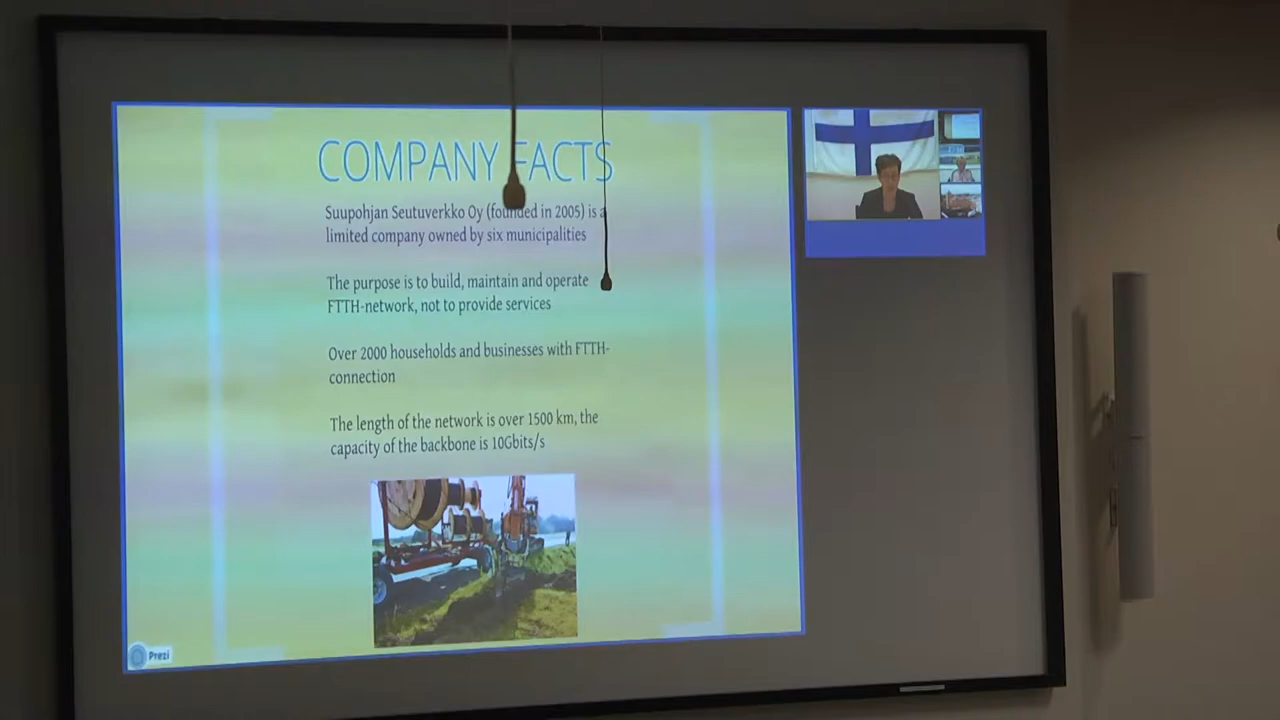 COMPANY FACTS
Suupohjan Seutuverkko Oy (founded in 2005) is a
limited company owned by six municipalities
The purpose is to build, maintain and operate
FTTH-network, not to provide services
Over 2000 households and businesses with FTTH-
connection
The length of the network is over 1500 km, the
capacity of the backbone is 10Gbits/s
Prezi